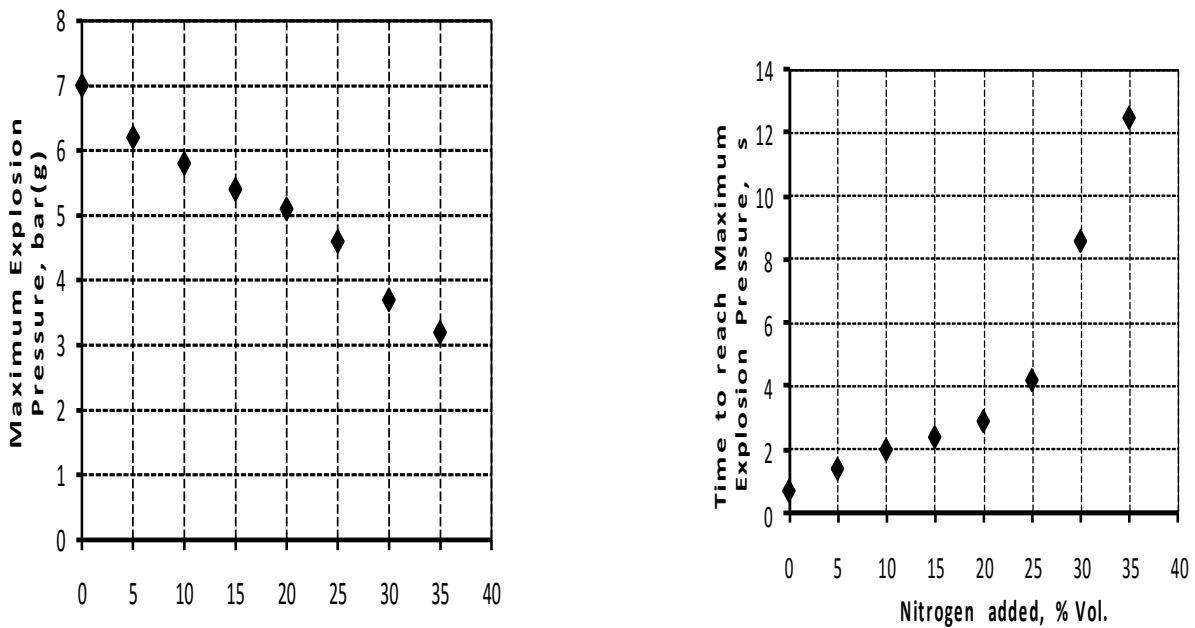 Maximum Explosion
Pressure, bar(g)
8
7
6
5
4
3
2
1
0
0 5 10 15 20 25 30 35 40
Time to reach Maximum
Explosion Pressure, s
14
12
10
8
6
4
2
0
0 5 10 15 20 25 30 35 40
Nitrogen added, % Vol.